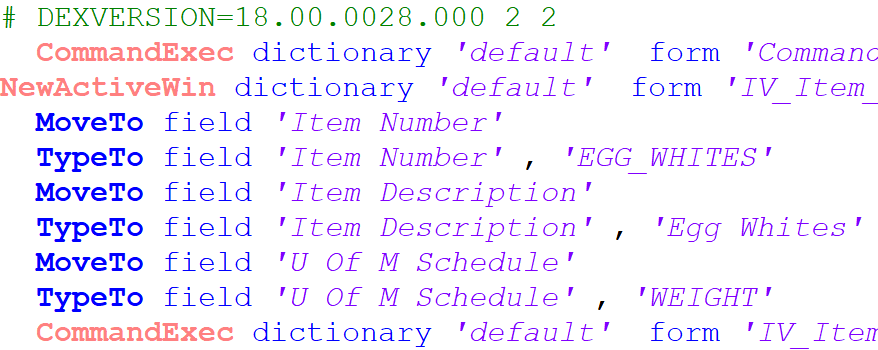 # DEXVERSION=18.00.0028.000 2 2
CommandExec dictionary 'default' form 'Command
NewActiveWin dictionary 'default' form 'IV_Item_
MoveTo field 'Item Number'
TypeTo field 'Item Number' , 'EGG_WHITES'
MoveTo field 'Item Description'
TypeTo field 'Item Description' , 'Egg Whites'
MoveTo field 'U Of M Schedule'
TypeTo field 'U Of M Schedule' , 'WEIGHT'
CommandExec dictionary 'default' form 'IV_Item